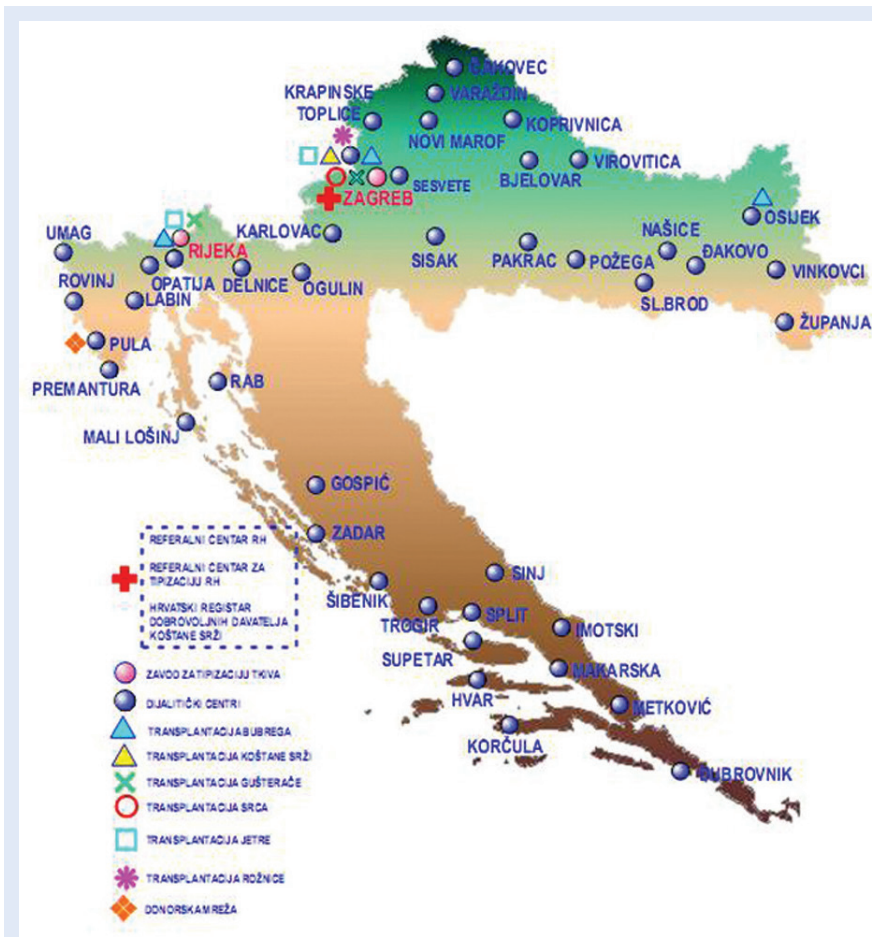 ČAKOVEC
VARAŽDIN
KRAPINSKE
TOPLICE
NOVI MAROF
KOPRIVNICA
BJELOVAR
VIROVITICA
SESVETE
ZAGREB
OSIJEK
UMAG
RIJEKA
KARLOVAC
SISAK
PAKRAC
POŽEGA
NAŠICE
ĐAKOVO
VINKOVCI
ROVINJ
OPATIJA
LABIN
DELNICE
OGULIN
SL.BROD
ŽUPANJA
PULA
PREMANTURA
RAB
MALI LOŠINJ
GOSPIĆ
ZADAR
ŠIBENIK
SINJ
TROGIR
SPLIT
IMOTSKI
SUPETAR
MAKARSKA
HVAR
METKOVIĆ
KORČULA
DUBROVNIK
REFERALNI CENTAR RH
REFERALNI CENTAR ZA
TIPIZACIJU RH
HRVATSKI REGISTAR
DOBROVOLJNIH DAVATELJA
KOŠTANE SRŽI
ZAVOD ZA TIPIZACIJU TKIVA
DIJALITIČKI CENTRI
TRANSPLANTACIJA BUBREGA
TRANSPLANTACIJA KOŠTANE SRŽI
TRANSPLANTACIJA GUŠTERAČE
TRANSPLANTACIJA SRCA
TRANSPLANTACIJA JETRE
TRANSPLANTACIJA ROŽNICE
DONORSKA MREŽA